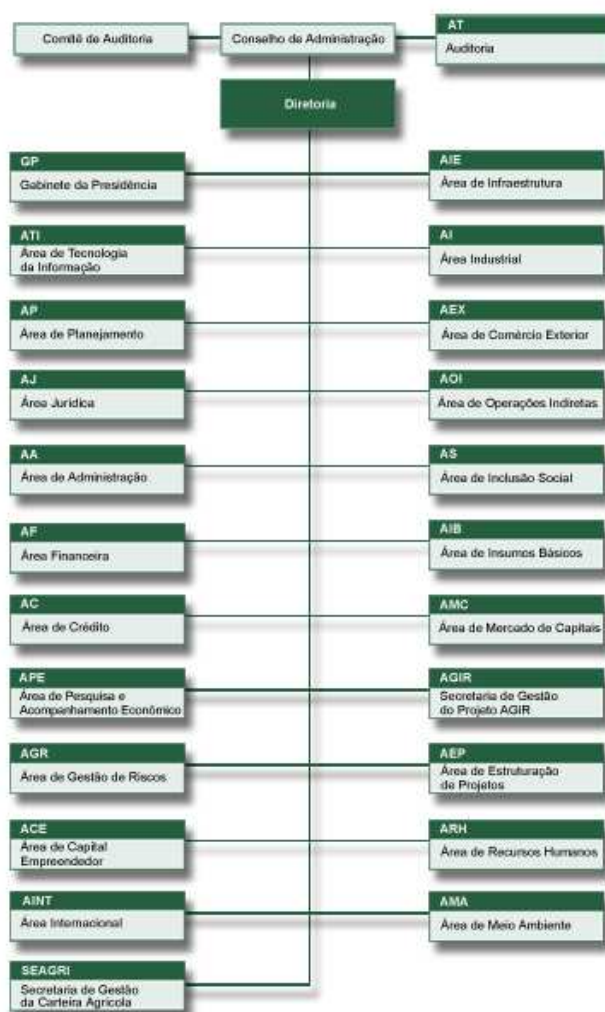 Comitê de Auditoria
Conselho de Administração
AT
Auditoria
Diretoria
GP
Gabinete da Presidência
AIE
Área de Infraestrutura
ATI
Área de Tecnologia
da Informação
AI
Área Industrial
AP
Área de Planejamento
AEX
Área de Comércio Exterior
AJ
Área Jurídica
AOI
Área de Operações Indiretas
AA
Área de Administração
AS
Área de Inclusão Social
AF
Área Financeira
AIB
Área de Insumos Básicos
AC
Área de Crédito
AMC
Área de Mercado de Capitais
APE
Área de Pesquisa e
Acompanhamento Econômico
AGIR
Secretaria de Gestão
do Projeto AGIR
AGR
Área de Gestão de Riscos
AEP
Área de Estruturação
de Projetos
ACE
Área de Capital
Empreendedor
ARH
Área de Recursos Humanos
AINT
Área Internacional
AMA
Área de Meio Ambiente
SEAGRI
Secretaria de Gestão
da Carteira Agrícola